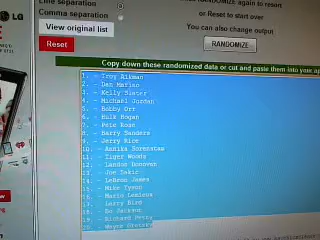 Line separation
Comma separation
View original list
Reset
RANDOMIZE again to resort
or Reset to start over
You can also change output
RANDOMIZE
LG
Copy down these randomized data or cut and paste them into your
1. - Troy Aikman
2. - Dan Marino
3. - Kelly Slater
4. - Michael Jordan
5. - Bobby Orr
6. - Hulk Hogan
7. - Pete Rose
8. - Barry Sanders
9. - Jerry Rice
10. - Annika Sorenstam
11. - Tiger Woods
12. - Landon Donovan
13. - Joe Sakic
14. - LeBron James
15. - Mike Tyson
16. - Mario Lemieux
17. - Larry Bird
18. - Bo Jackson
19. - Richard Petty
20. - Wayne Gretzky